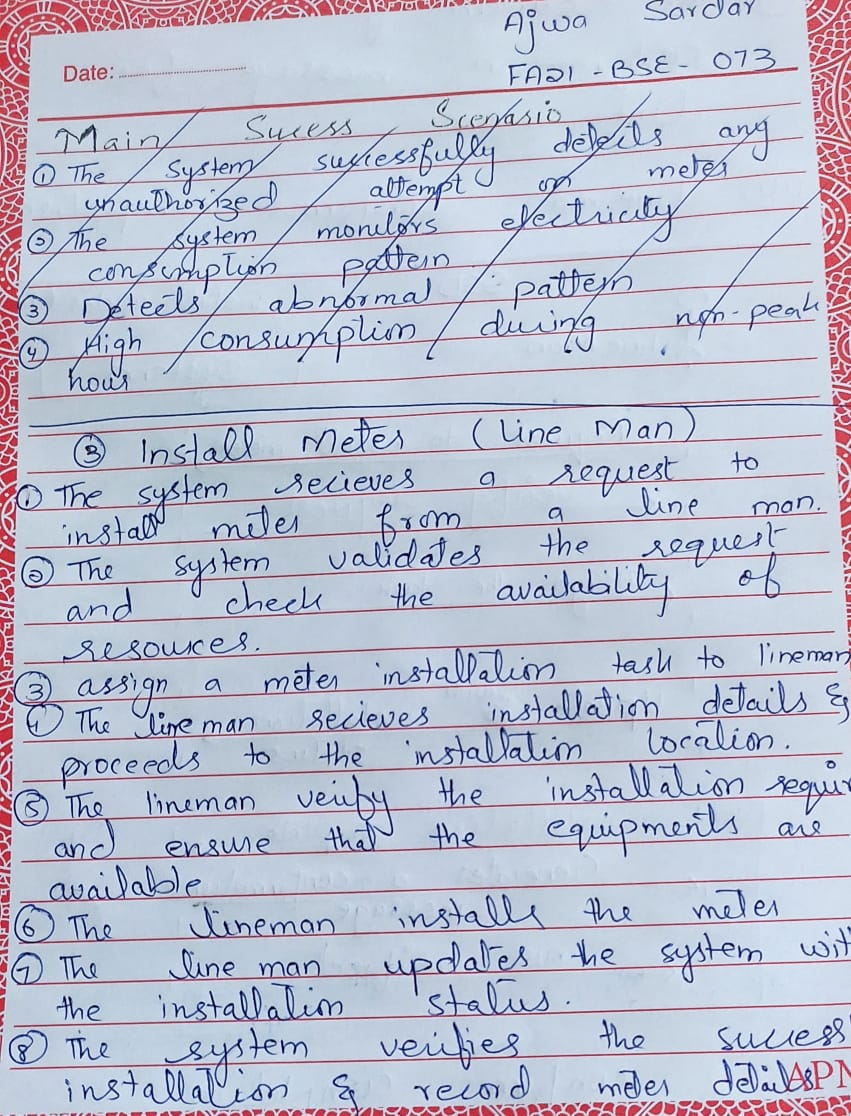 Ajwa Sardar
Date:
FA21 - BSE - 073
Main Sucess Scenario
① The System successfully detects any
unauthorized attempt on meter
② The system monitors electricity
consumption pattern
③ Detects abnormal pattern
④ High consumption during non-peak
hour
③ Install Meter (Line Man)
① The system recieves a request to
install meter from a line man.
② The system validates the request
and check the availability of
resources.
③ assign a meter installation task to lineman
④ The line man recieves installation details &
proceeds to the installation location.
⑤ The lineman verify the installation requir
and ensure that the equipments are
available
⑥ The lineman installs the meter
⑦ The line man updates the system wit
the installation status.
⑧ The system verifies the success
installation & record meter details
APN